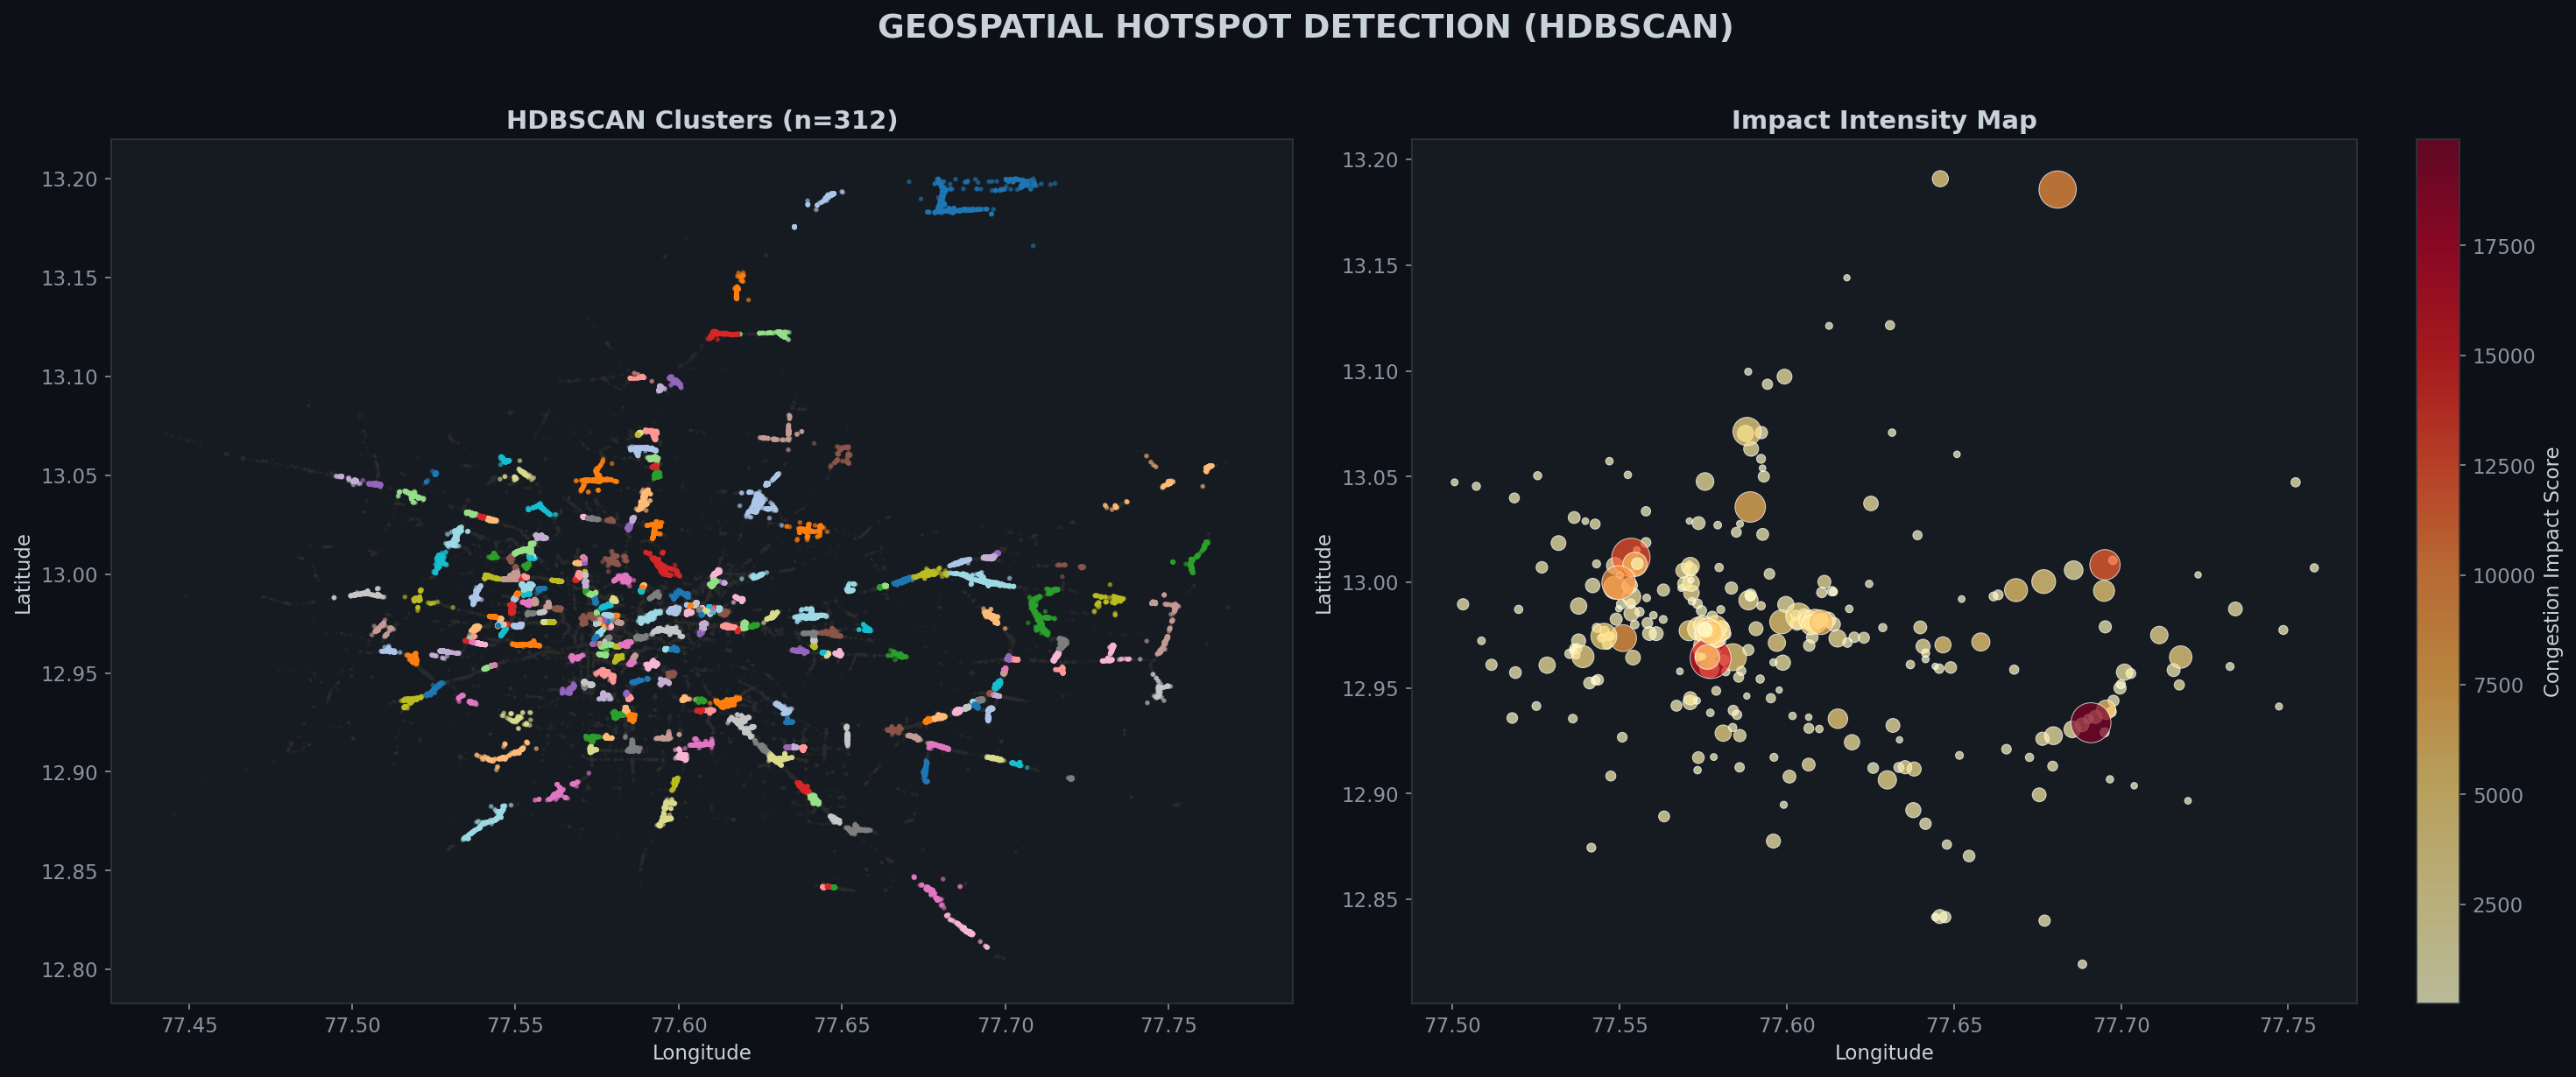 GEOSPATIAL HOTSPOT DETECTION (HDBSCAN)
HDBSCAN Clusters (n=312)
Latitude
13.20
13.15
13.10
13.05
13.00
12.95
12.90
12.85
12.80
77.45 77.50 77.55 77.60 77.65 77.70 77.75
Longitude
Impact Intensity Map
Latitude
13.20
13.15
13.10
13.05
13.00
12.95
12.90
12.85
77.50 77.55 77.60 77.65 77.70 77.75
Longitude
17500
15000
12500
10000
7500
5000
2500
Congestion Impact Score